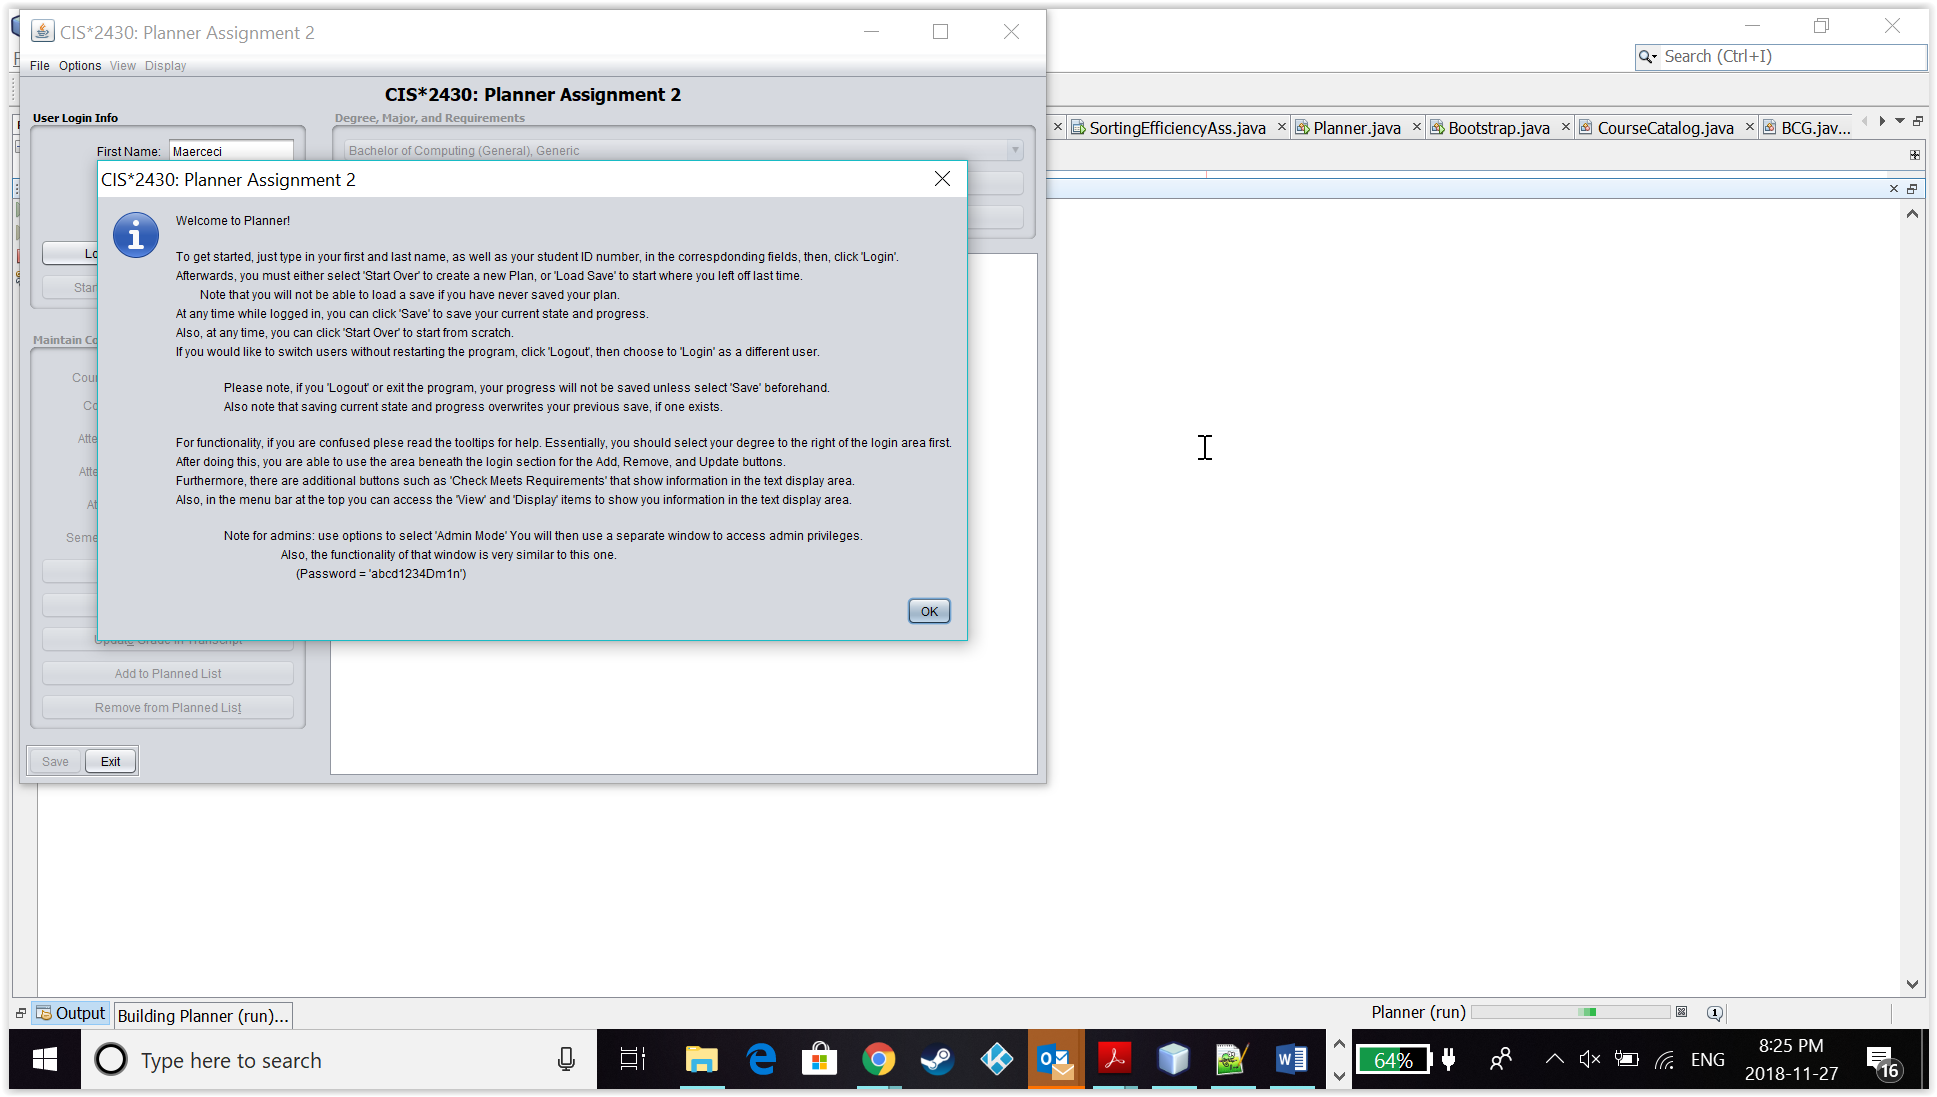 CIS*2430: Planner Assignment 2
File Options View Display
Search (Ctrl+I)
CIS*2430: Planner Assignment 2
User Login Info
Degree, Major, and Requirements
SortingEfficiencyAss.java
Planner.java
Bootstrap.java
CourseCatalog.java
BCG.jav...
First Name: Maerceci
Bachelor of Computing (General), Generic
CIS*2430: Planner Assignment 2
Welcome to Planner!
To get started, just type in your first and last name, as well as your student ID number, in the correspdonding fields, then, click 'Login'.
Afterwards, you must either select 'Start Over' to create a new Plan, or 'Load Save' to start where you left off last time.
Note that you will not be able to load a save if you have never saved your plan.
At any time while logged in, you can click 'Save' to save your current state and progress.
Also, at any time, you can click 'Start Over' to start from scratch.
If you would like to switch users without restarting the program, click 'Logout', then choose to 'Login' as a different user.
Please note, if you 'Logout' or exit the program, your progress will not be saved unless select 'Save' beforehand.
Also note that saving current state and progress overwrites your previous save, if one exists.
For functionality, if you are confused plese read the tooltips for help. Essentially, you should select your degree to the right of the login area first.
After doing this, you are able to use the area beneath the login section for the Add, Remove, and Update buttons.
Furthermore, there are additional buttons such as 'Check Meets Requirements' that show information in the text display area.
Also, in the menu bar at the top you can access the 'View' and 'Display' items to show you information in the text display area.
Note for admins: use options to select 'Admin Mode' You will then use a separate window to access admin privileges.
Also, the functionality of that window is very similar to this one.
(Password = 'abcd1234Dm1n')
OK
Lo
Star
Maintain Co
Cour
Co
Atte
Atte
At
Seme
Update Grade in Transcript
Add to Planned List
Remove from Planned List
Save Exit
Output
Building Planner (run)...
Planner (run)
1
Type here to search
64%
ENG
8:25 PM
2018-11-27
16